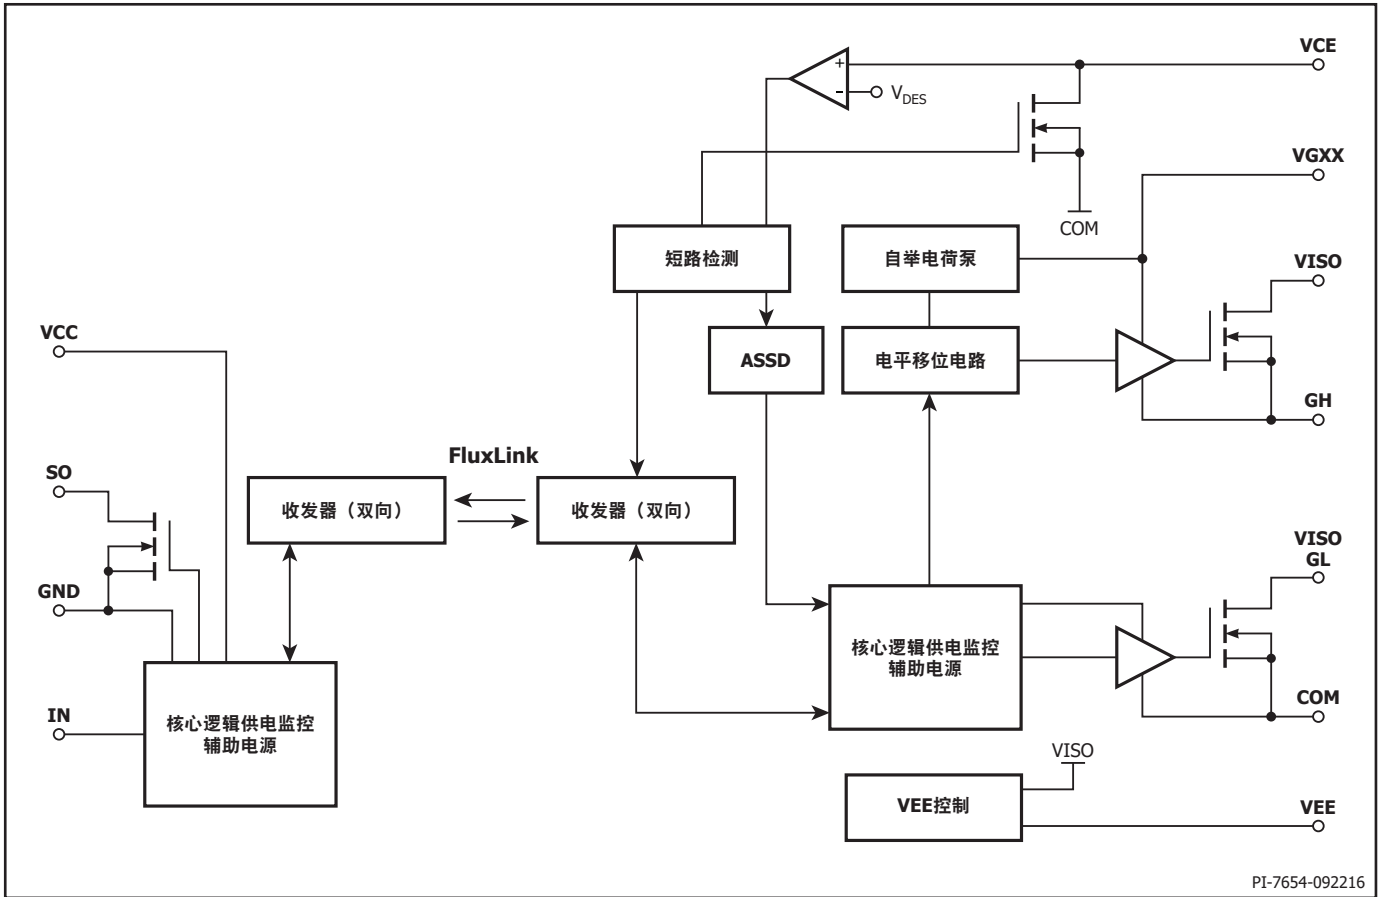 VCE
+
-
VDES
VGXX
COM
短路检测
自举电荷泵
VISO
VCC
ASSD
电平移位电路
GH
FluxLink
SO
收发器（双向）
收发器（双向）
VISO
GL
GND
核心逻辑供电监控
辅助电源
COM
IN
核心逻辑供电监控
辅助电源
VISO
VEE控制
VEE
PI-7654-092216